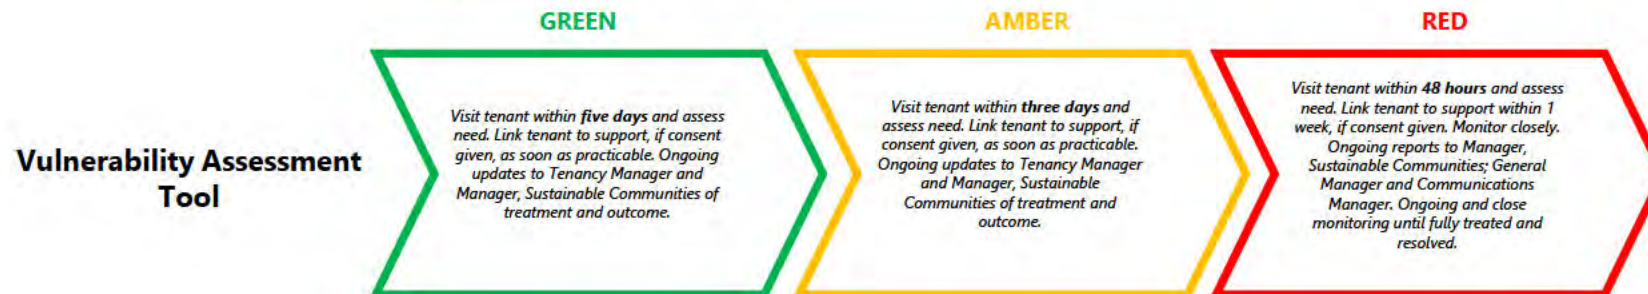 GREEN
AMBER
RED
Vulnerability Assessment
Tool
Visit tenant within five days and assess
need. Link tenant to support, if consent
given, as soon as practicable. Ongoing
updates to Tenancy Manager and
Manager, Sustainable Communities of
treatment and outcome.
Visit tenant within three days and
assess need. Link tenant to support, if
consent given, as soon as practicable.
Ongoing updates to Tenancy Manager
and Manager, Sustainable
Communities of treatment and
outcome.
Visit tenant within 48 hours and assess
need. Link tenant to support within 1
week, if consent given. Monitor closely.
Ongoing reports to Manager,
Sustainable Communities; General
Manager and Communications
Manager. Ongoing and close
monitoring until fully treated and
resolved.